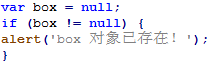 var box = null;
if (box != null) {
alert('box 对象已存在! ');
}